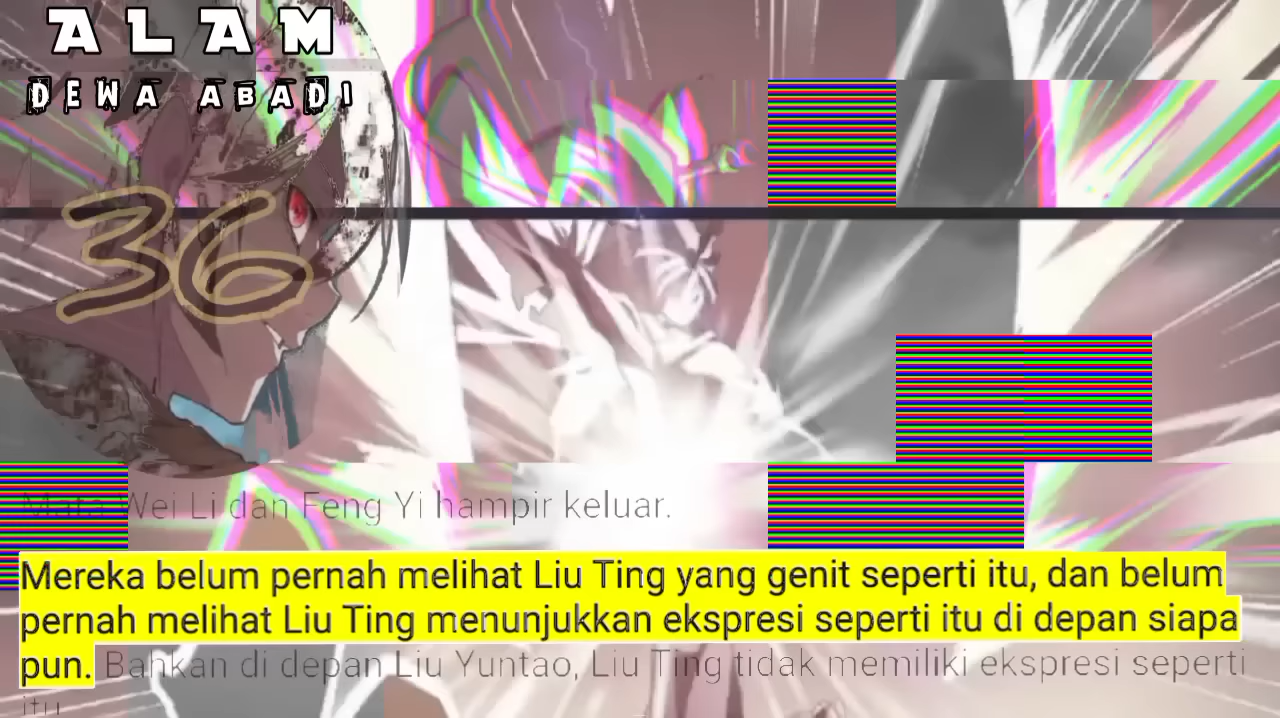 ALAM
DEWA ABADI
36
Mata Wei Li dan Feng Yi hampir keluar.
Mereka belum pernah melihat Liu Ting yang genit seperti itu, dan belum
pernah melihat Liu Ting menunjukkan ekspresi seperti itu di depan siapa
pun. Bahkan di depan Liu Yuntao, Liu Ting tidak memiliki ekspresi seperti
itu